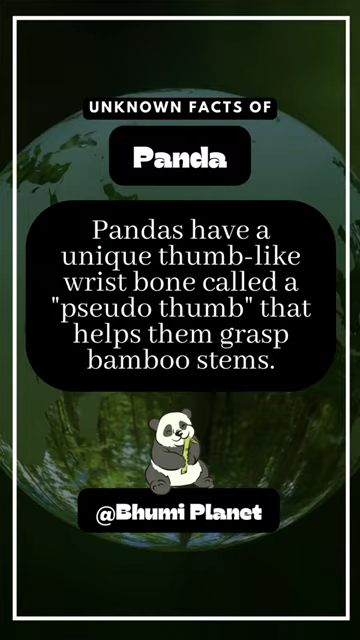 UNKNOWN FACTS OF
Panda
Pandas have a
unique thumb-like
wrist bone called a
"pseudo thumb" that
helps them grasp
bamboo stems.
@Bhumi Planet